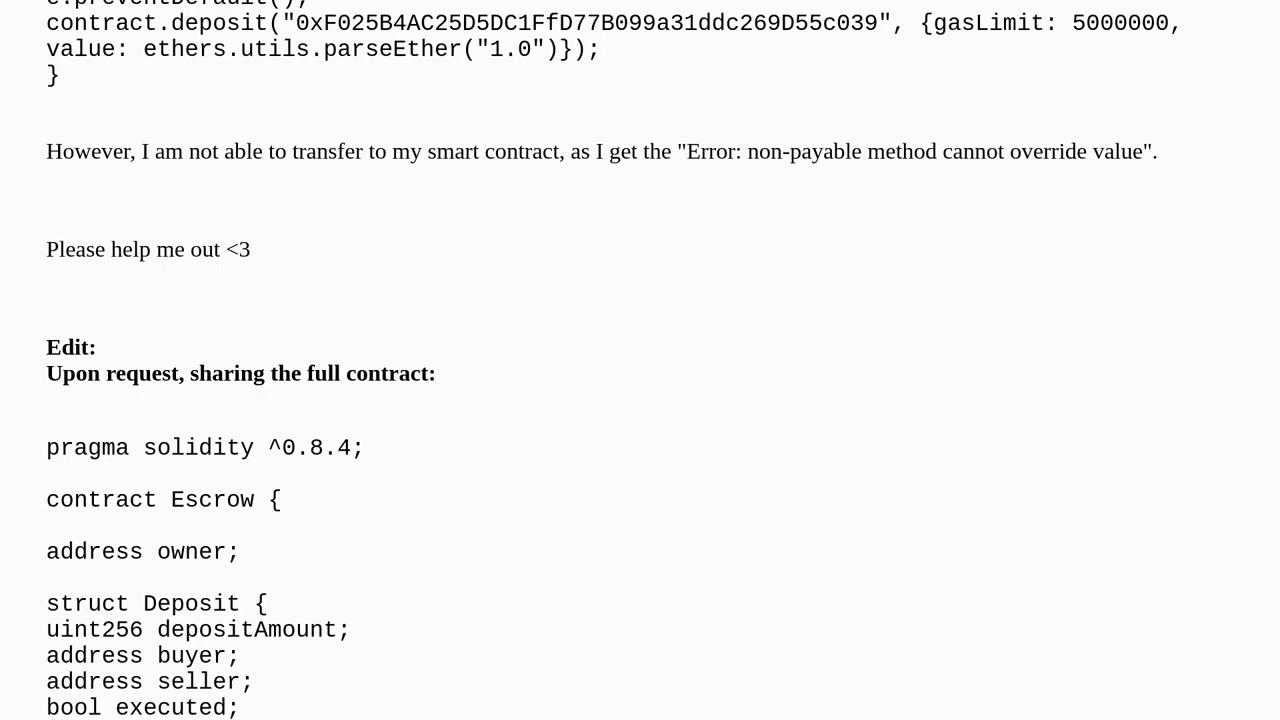 e.preventDefault();
contract.deposit("0xF025B4AC25D5DC1FfD77B099a31ddc269D55c039", {gasLimit: 5000000,
value: ethers.utils.parseEther("1.0")});
}
However, I am not able to transfer to my smart contract, as I get the "Error: non-payable method cannot override value".
Please help me out <3
Edit:
Upon request, sharing the full contract:
pragma solidity ^0.8.4;
contract Escrow {
address owner;
struct Deposit {
uint256 depositAmount;
address buyer;
address seller;
bool executed;